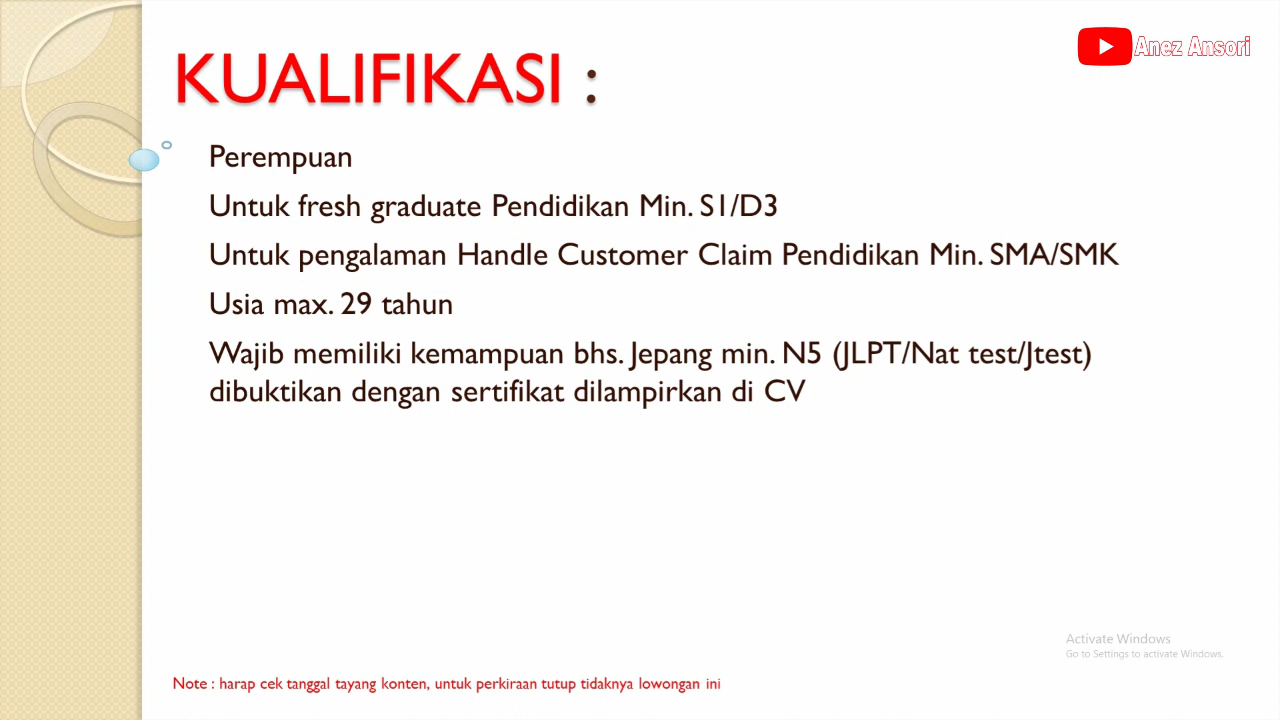 KUALIFIKASI :
Anez Ansori
Perempuan
Untuk fresh graduate Pendidikan Min. S1/D3
Untuk pengalaman Handle Customer Claim Pendidikan Min. SMA/SMK
Usia max. 29 tahun
Wajib memiliki kemampuan bhs. Jepang min. N5 (JLPT/Nat test/Jtest)
dibuktikan dengan sertifikat dilampirkan di CV
Activate Windows
Go to Settings to activate Windows.
Note : harap cek tanggal tayang konten, untuk perkiraan tutup tidaknya lowongan ini